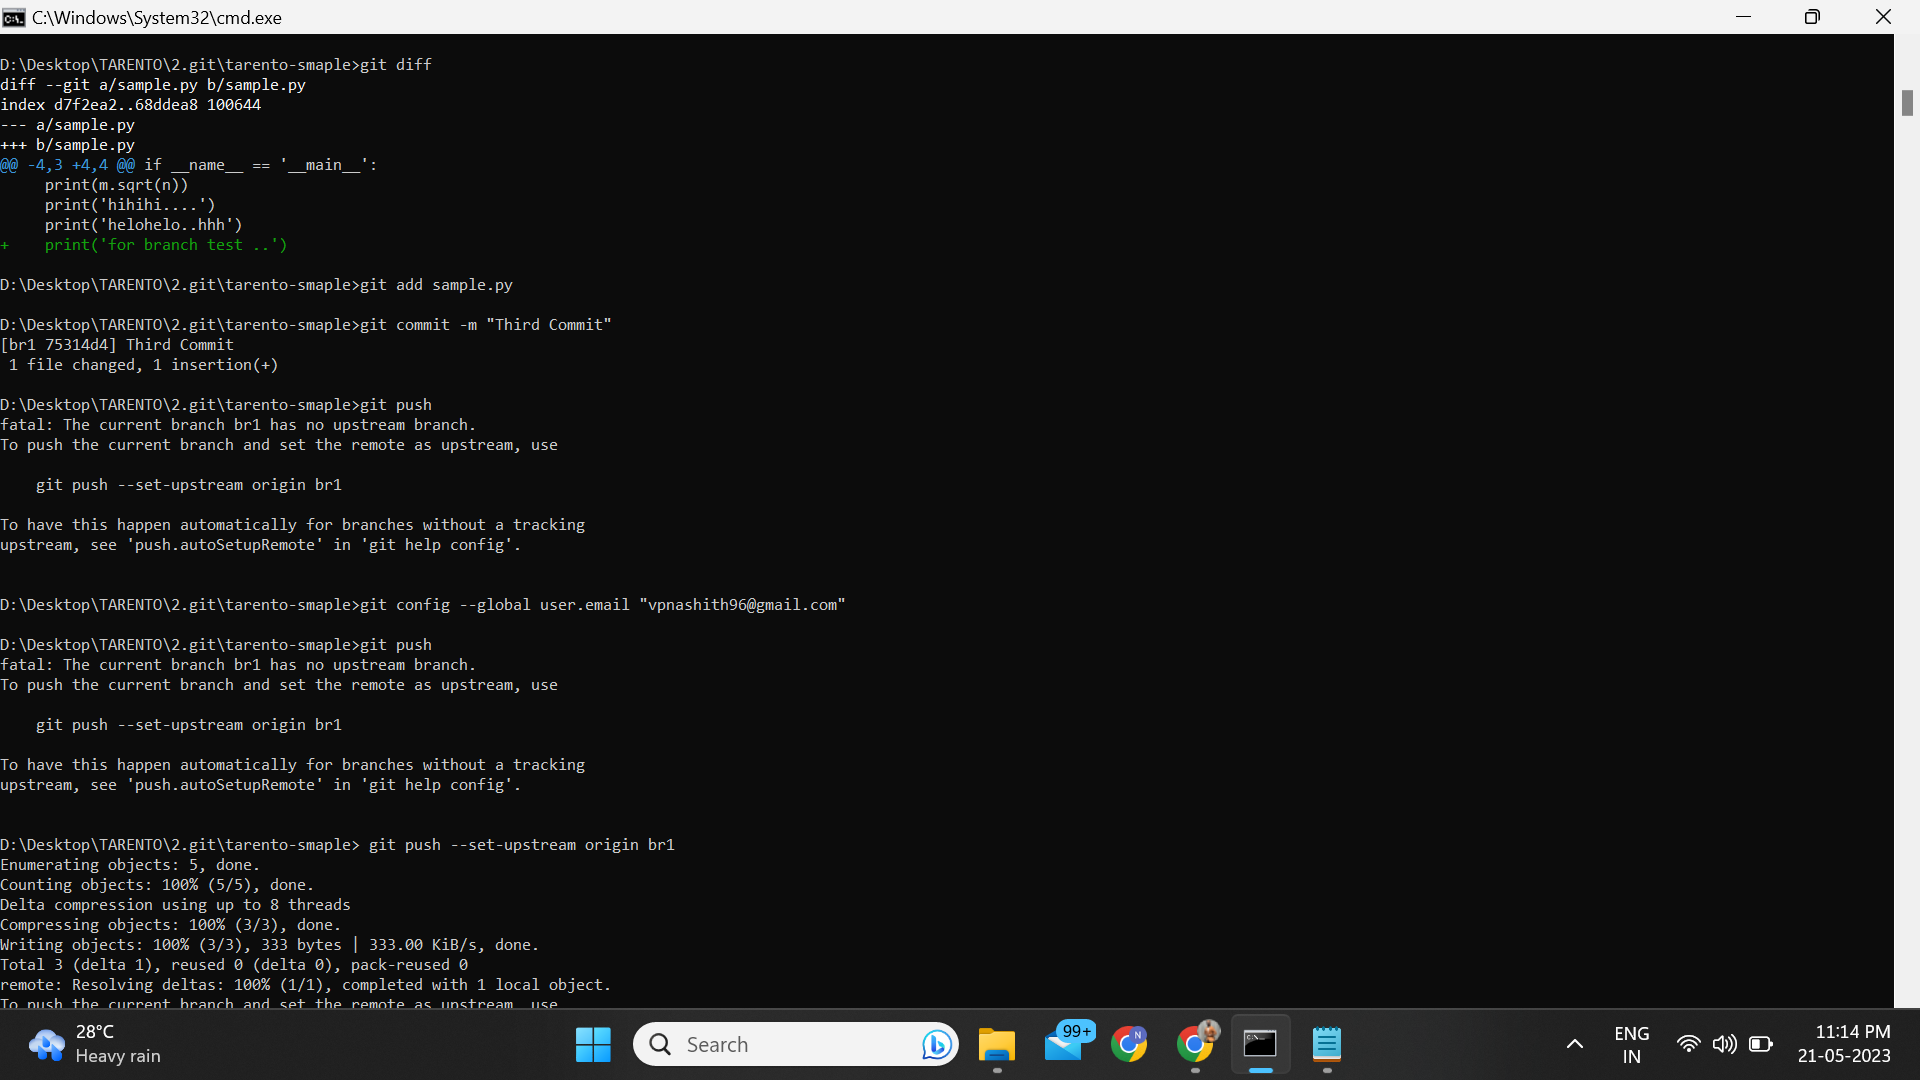 C:\Windows\System32\cmd.exe
D:\Desktop\TARENTO\2.git\tarento-smaple>git diff
diff --git a/sample.py b/sample.py
index d7f2ea2..68ddea8 100644
--- a/sample.py
+++ b/sample.py
@@ -4,3 +4,4 @@ if __name__ == '__main__':
     print(m.sqrt(n))
     print('hihihi....')
     print('helohelo..hhh')
+    print('for branch test ..')
D:\Desktop\TARENTO\2.git\tarento-smaple>git add sample.py
D:\Desktop\TARENTO\2.git\tarento-smaple>git commit -m "Third Commit"
[br1 75314d4] Third Commit
 1 file changed, 1 insertion(+)
D:\Desktop\TARENTO\2.git\tarento-smaple>git push
fatal: The current branch br1 has no upstream branch.
To push the current branch and set the remote as upstream, use
    git push --set-upstream origin br1
To have this happen automatically for branches without a tracking
upstream, see 'push.autoSetupRemote' in 'git help config'.
D:\Desktop\TARENTO\2.git\tarento-smaple>git config --global user.email "vpnashith96@gmail.com"
D:\Desktop\TARENTO\2.git\tarento-smaple>git push
fatal: The current branch br1 has no upstream branch.
To push the current branch and set the remote as upstream, use
    git push --set-upstream origin br1
To have this happen automatically for branches without a tracking
upstream, see 'push.autoSetupRemote' in 'git help config'.
D:\Desktop\TARENTO\2.git\tarento-smaple> git push --set-upstream origin br1
Enumerating objects: 5, done.
Counting objects: 100% (5/5), done.
Delta compression using up to 8 threads
Compressing objects: 100% (3/3), done.
Writing objects: 100% (3/3), 333 bytes | 333.00 KiB/s, done.
Total 3 (delta 1), reused 0 (delta 0), pack-reused 0
remote: Resolving deltas: 100% (1/1), completed with 1 local object.
To push the current branch and set the remote as upstream, use
28°C
Heavy rain
Search
99+
N
ENG
IN
11:14 PM
21-05-2023